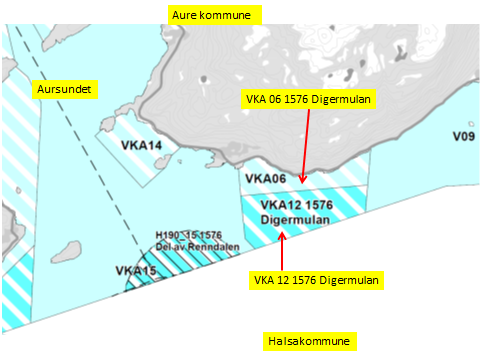 Aure kommune
Aursundet
VKA 06 1576 Digermulan
V09
VKA14
VKA06
VKA12 1576
Digermulan
H190_15 1576
Del av Renndalen
VKA15
VKA 12 1576 Digermulan
Halsakommune